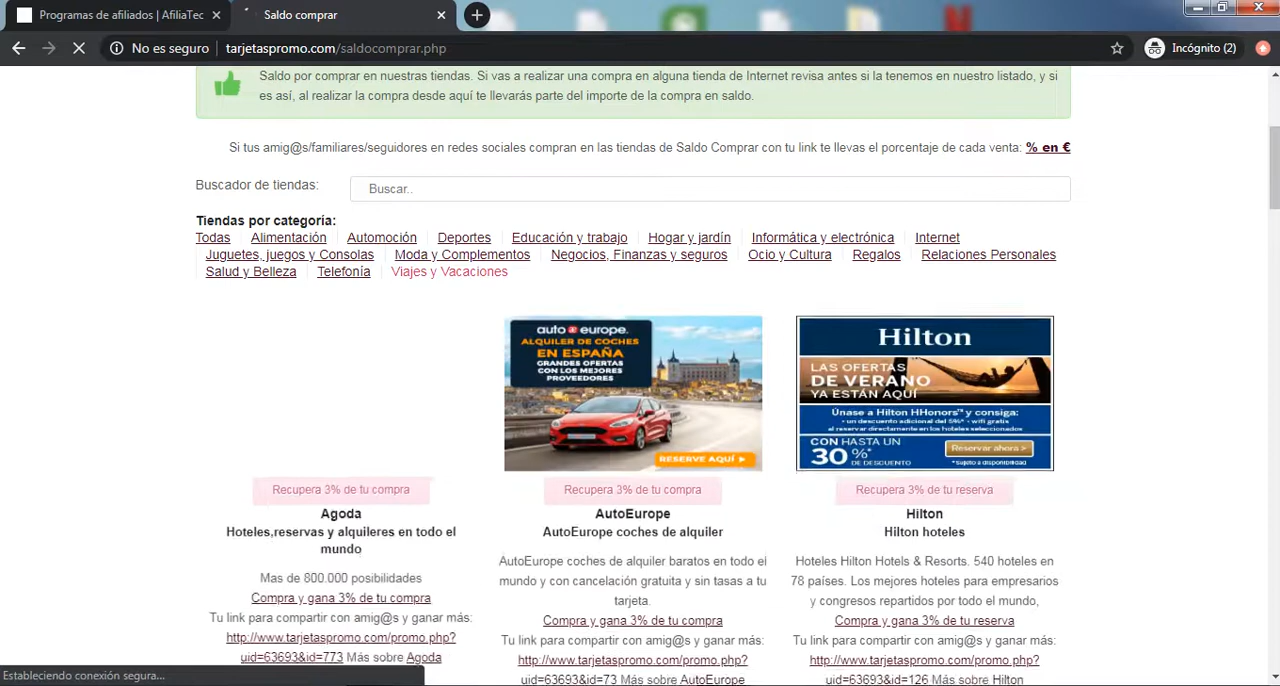 Programas de afiliados | AfiliaTec
Saldo comprar
No es seguro
tarjetaspromo.com/saldocomprar.php
Incógnito (2)
Saldo por comprar en nuestras tiendas. Si vas a realizar una compra en alguna tienda de Internet revisa antes si la tenemos en nuestro listado, y si
es así, al realizar la compra desde aquí te llevarás parte del importe de la compra en saldo.
Si tus amig@s/familiares/seguidores en redes sociales compran en las tiendas de Saldo Comprar con tu link te llevas el porcentaje de cada venta: % en €
Buscador de tiendas:
Buscar..
Tiendas por categoría:
Todas Alimentación Automoción Deportes Educación y trabajo Hogar y jardín Informática y electrónica Internet
Juguetes, juegos y Consolas Moda y Complementos Negocios, Finanzas y seguros Ocio y Cultura Regalos Relaciones Personales
Salud y Belleza Telefonía Viajes y Vacaciones
auto europe.
ALQUILER DE COCHES
EN ESPAÑA
GRANDES OFERTAS
CON LOS MEJORES
PROVEEDORES
RESERVE AQUÍ
Hilton
LAS OFERTAS
DE VERANO
YA ESTÁN AQUÍ
Únase a Hilton HHonors™ y consiga:
• un descuento adicional del 5%* • wifi gratis
al reservar directamente en los hoteles seleccionados
CON HASTA UN
30%*
DE DESCUENTO
Reservar ahora >
*Sujeto a disponibilidad
Recupera 3% de tu compra
Agoda
Hoteles,reservas y alquileres en todo el
mundo
Mas de 800.000 posibilidades
Compra y gana 3% de tu compra
Tu link para compartir con amig@s y ganar más:
http://www.tarjetaspromo.com/promo.php?
uid=63693&id=773 Más sobre Agoda
Recupera 3% de tu compra
AutoEurope
AutoEurope coches de alquiler
AutoEurope coches de alquiler baratos en todo el
mundo y con cancelación gratuita y sin tasas a tu
tarjeta.
Compra y gana 3% de tu compra
Tu link para compartir con amig@s y ganar más:
http://www.tarjetaspromo.com/promo.php?
uid=63693&id=73 Más sobre AutoEurope
Recupera 3% de tu reserva
Hilton
Hilton hoteles
Hoteles Hilton Hotels & Resorts. 540 hoteles en
78 países. Los mejores hoteles para empresarios
y congresos repartidos por todo el mundo,
Compra y gana 3% de tu reserva
Tu link para compartir con amig@s y ganar más:
http://www.tarjetaspromo.com/promo.php?
uid=63693&id=126 Más sobre Hilton
Estableciendo conexión segura...